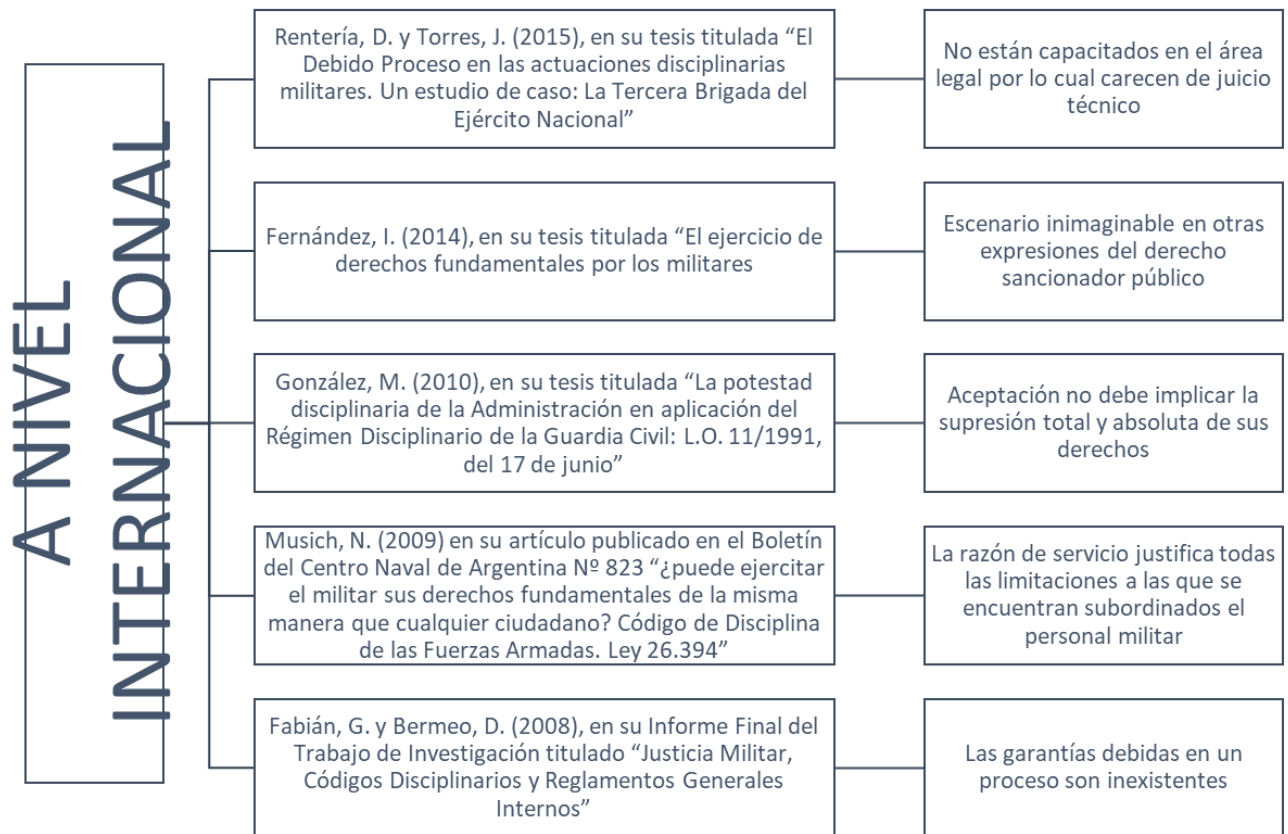 A NIVEL
INTERNACIONAL
Rentería, D. y Torres, J. (2015), en su tesis titulada “El
Debido Proceso en las actuaciones disciplinarias
militares. Un estudio de caso: La Tercera Brigada del
Ejército Nacional”
No están capacitados en el área
legal por lo cual carecen de juicio
técnico
Fernández, I. (2014), en su tesis titulada “El ejercicio de
derechos fundamentales por los militares
Escenario inimaginable en otras
expresiones del derecho
sancionador público
González, M. (2010), en su tesis titulada “La potestad
disciplinaria de la Administración en aplicación del
Régimen Disciplinario de la Guardia Civil: L.O. 11/1991,
del 17 de junio”
Aceptación no debe implicar la
supresión total y absoluta de sus
derechos
Musich, N. (2009) en su artículo publicado en el Boletín
del Centro Naval de Argentina Nº 823 “¿puede ejercitar
el militar sus derechos fundamentales de la misma
manera que cualquier ciudadano? Código de Disciplina
de las Fuerzas Armadas. Ley 26.394”
La razón de servicio justifica todas
las limitaciones a las que se
encuentran subordinados el
personal militar
Fabián, G. y Bermeo, D. (2008), en su Informe Final del
Trabajo de Investigación titulado “Justicia Militar,
Códigos Disciplinarios y Reglamentos Generales
Internos”
Las garantías debidas en un
proceso son inexistentes